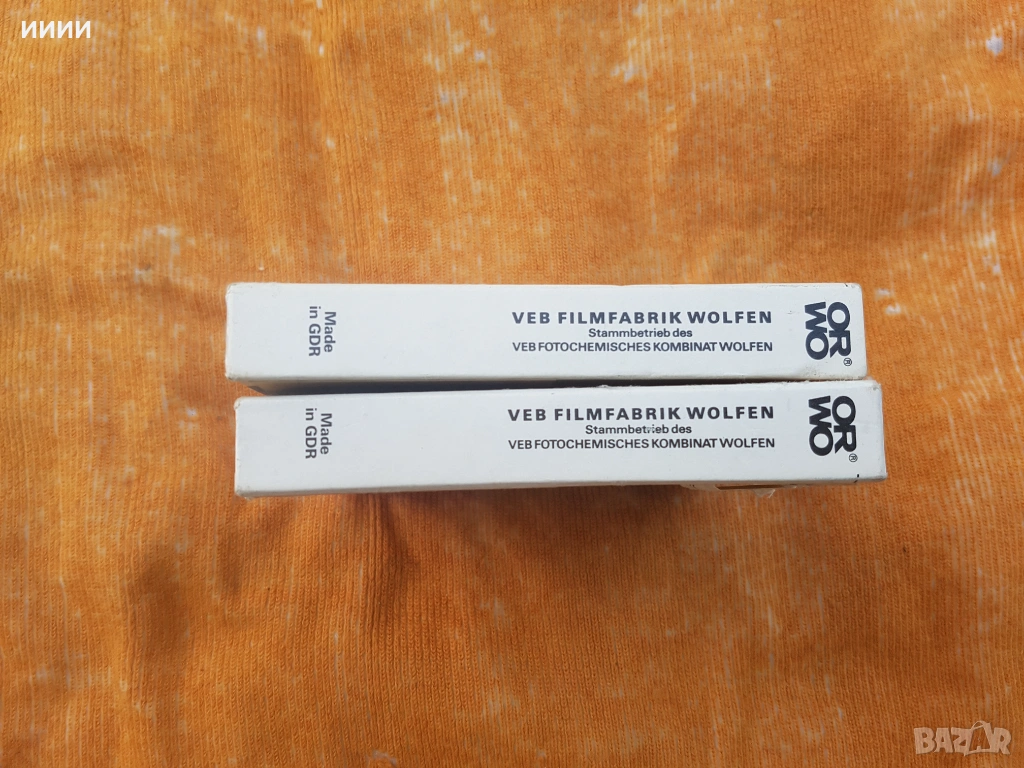 ииии
Made
in GDR
VEB FILMFABRIK WOLFEN
Stammbetrieb des
VEB FOTOCHEMISCHES KOMBINAT WOLFEN
OR
WO
®
Made
in GDR
VEB FILMFABRIK WOLFEN
Stammbetrieb des
VEB FOTOCHEMISCHES KOMBINAT WOLFEN
OR
WO
®
BAZAR